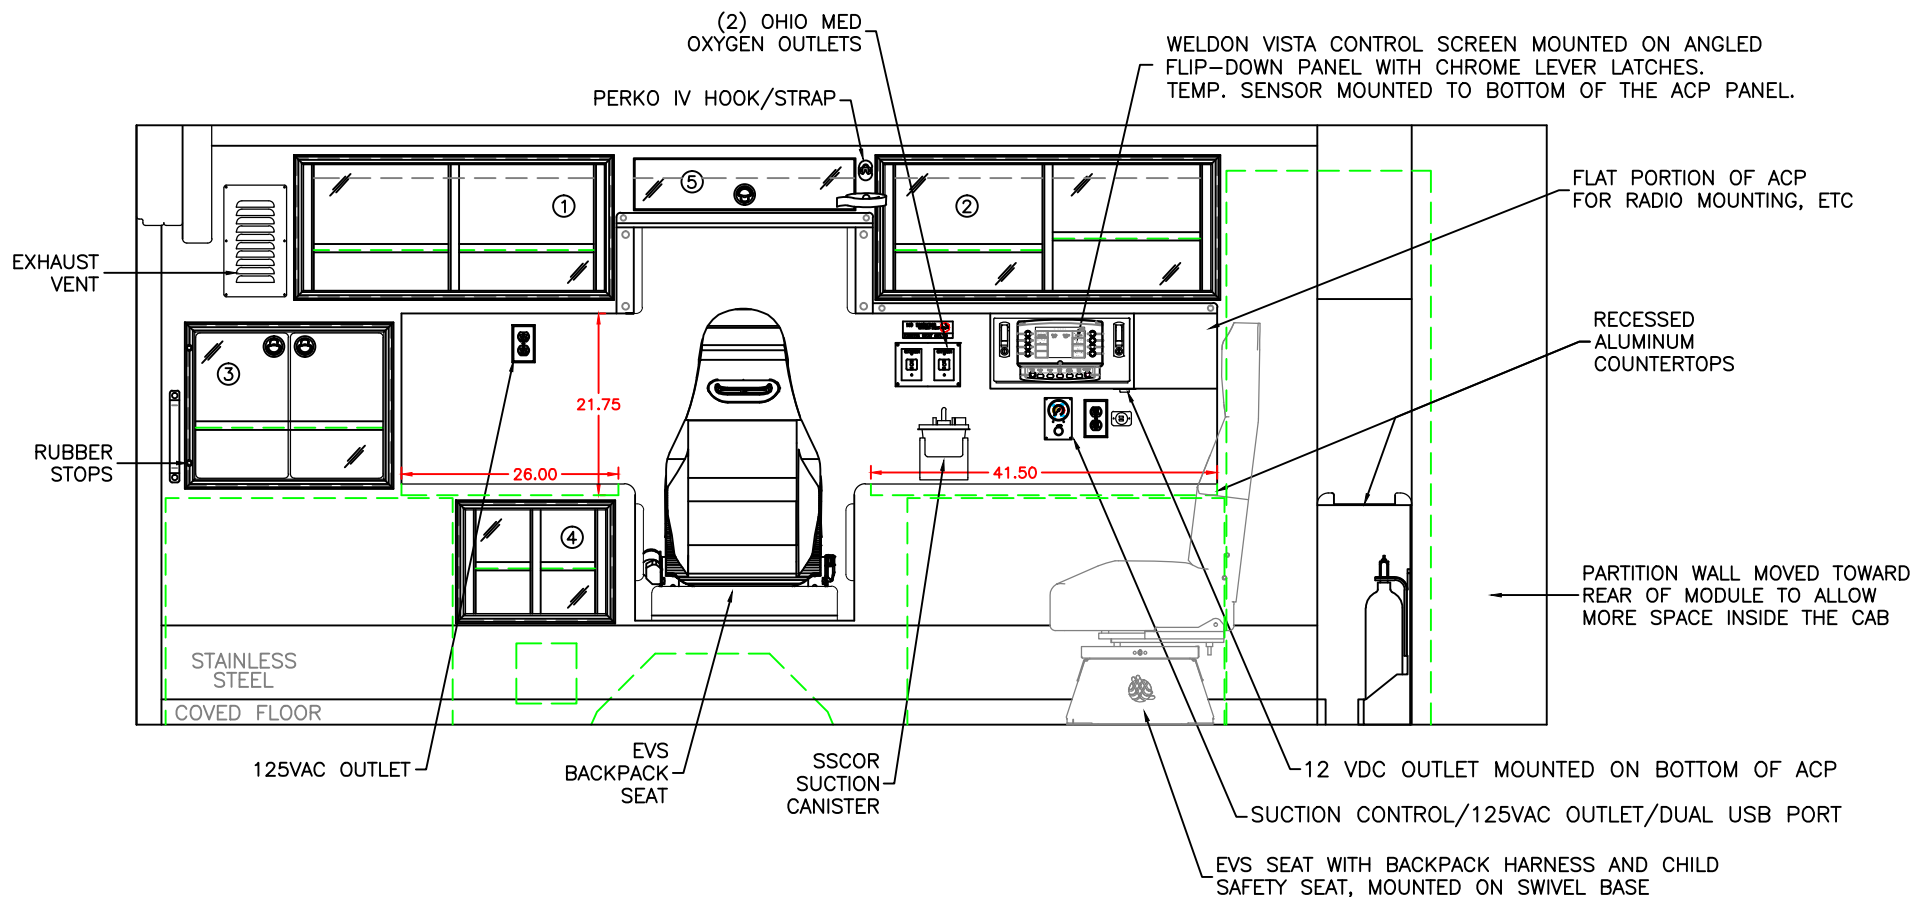 (2) OHIO MED
OXYGEN OUTLETS
WELDON VISTA CONTROL SCREEN MOUNTED ON ANGLED
FLIP-DOWN PANEL WITH CHROME LEVER LATCHES.
TEMP. SENSOR MOUNTED TO BOTTOM OF THE ACP PANEL.
PERKO IV HOOK/STRAP
FLAT PORTION OF ACP
FOR RADIO MOUNTING, ETC
1
5
2
EXHAUST
VENT
RECESSED
ALUMINUM
COUNTERTOPS
3
21.75
RUBBER
STOPS
26.00
41.50
4
PARTITION WALL MOVED TOWARD
REAR OF MODULE TO ALLOW
MORE SPACE INSIDE THE CAB
STAINLESS
STEEL
COVED FLOOR
125VAC OUTLET
EVS
BACKPACK
SEAT
SSCOR
SUCTION
CANISTER
12 VDC OUTLET MOUNTED ON BOTTOM OF ACP
SUCTION CONTROL/125VAC OUTLET/DUAL USB PORT
EVS SEAT WITH BACKPACK HARNESS AND CHILD
SAFETY SEAT, MOUNTED ON SWIVEL BASE